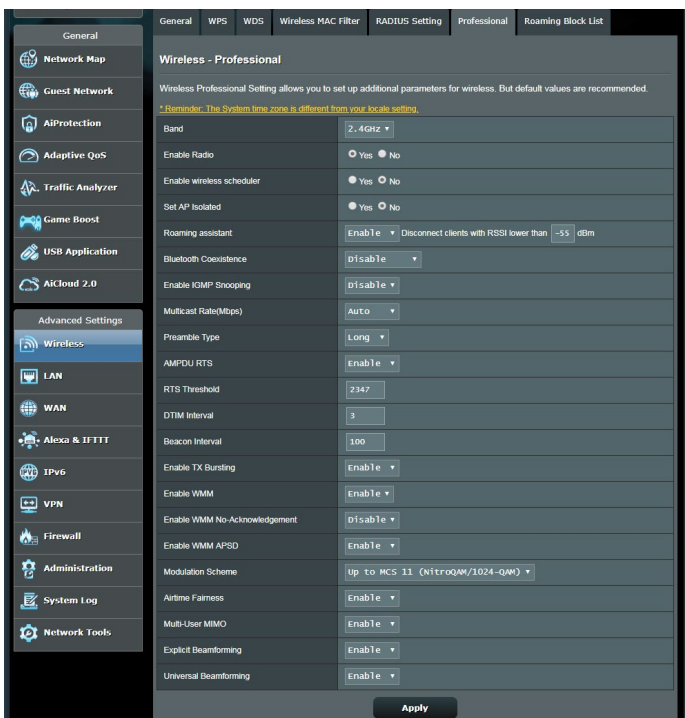 General WPS WDS Wireless MAC Filter RADIUS Setting Professional Roaming Block List
General
Network Map
Guest Network
AiProtection
Adaptive QoS
Traffic Analyzer
Game Boost
USB Application
AiCloud 2.0
Advanced Settings
Wireless
LAN
WAN
Alexa & IFTTT
IPv6
VPN
Firewall
Administration
System Log
Network Tools
Wireless - Professional
Wireless Professional Setting allows you to set up additional parameters for wireless. But default values are recommended.
* Reminder: The System time zone is different from your locale setting.
Band 2.4GHz
Enable Radio Yes No
Enable wireless scheduler Yes No
Set AP Isolated Yes No
Roaming assistant Enable Disconnect clients with RSSI lower than -55 dBm
Bluetooth Coexistence Disable
Enable IGMP Snooping Disable
Multicast Rate(Mbps) Auto
Preamble Type Long
AMPDU RTS Enable
RTS Threshold 2347
DTIM Interval 3
Beacon Interval 100
Enable TX Bursting Enable
Enable WMM Enable
Enable WMM No-Acknowledgement Disable
Enable WMM APSD Enable
Modulation Scheme Up to MCS 11 (NitroQAM/1024-QAM)
Airtime Fairness Enable
Multi-User MIMO Enable
Explicit Beamforming Enable
Universal Beamforming Enable
Apply